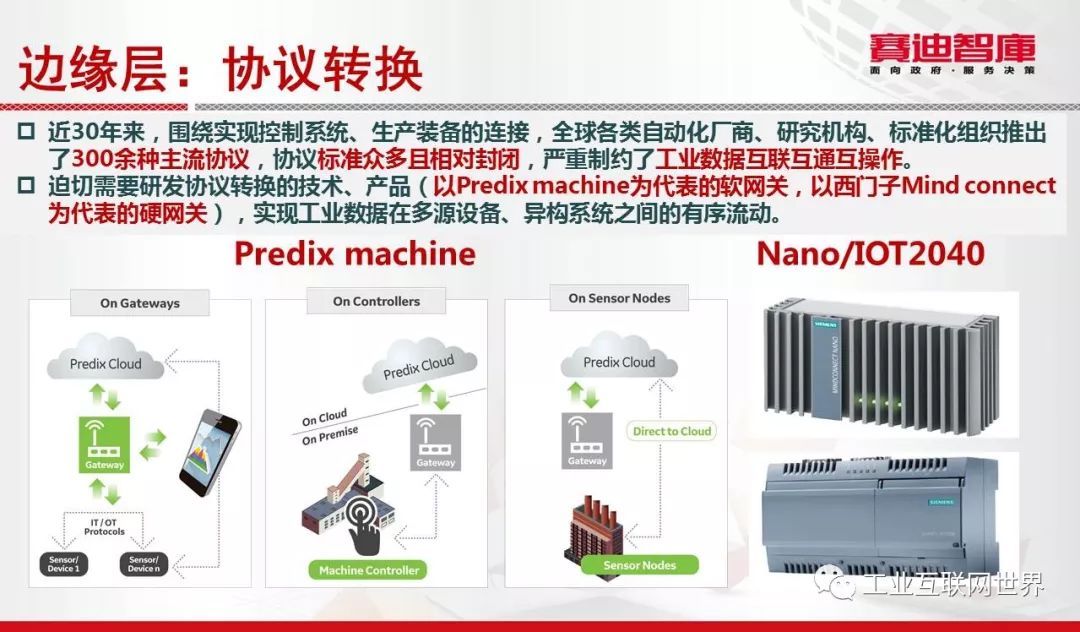 边缘层：协议转换
賽迪智庫
面向政府·服务决策
近30年来，围绕实现控制系统、生产装备的连接，全球各类自动化厂商、研究机构、标准化组织推出
了300余种主流协议，协议标准众多且相对封闭，严重制约了工业数据互联互通互操作。
迫切需要研发协议转换的技术、产品（以Predix machine为代表的软网关，以西门子Mind connect
为代表的硬网关），实现工业数据在多源设备、异构系统之间的有序流动。
Predix machine
Nano/IOT2040
On Gateways
Predix Cloud
Gateway
IT / OT
Protocols
Sensor/
Device 1
Sensor/
Device n
On Controllers
Predix Cloud
On Cloud
On Premise
Gateway
Machine Controller
On Sensor Nodes
Predix Cloud
Direct to Cloud
Gateway
Sensor Nodes
SIEMENS
MINDCONNECT NANO
SIEMENS
工业互联网世界